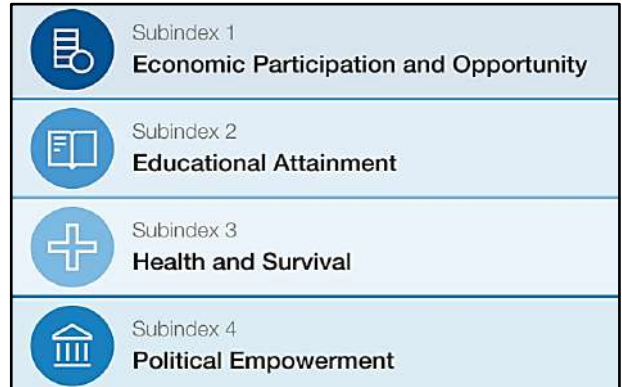 Subindex 1
Economic Participation and Opportunity
Subindex 2
Educational Attainment
Subindex 3
Health and Survival
Subindex 4
Political Empowerment